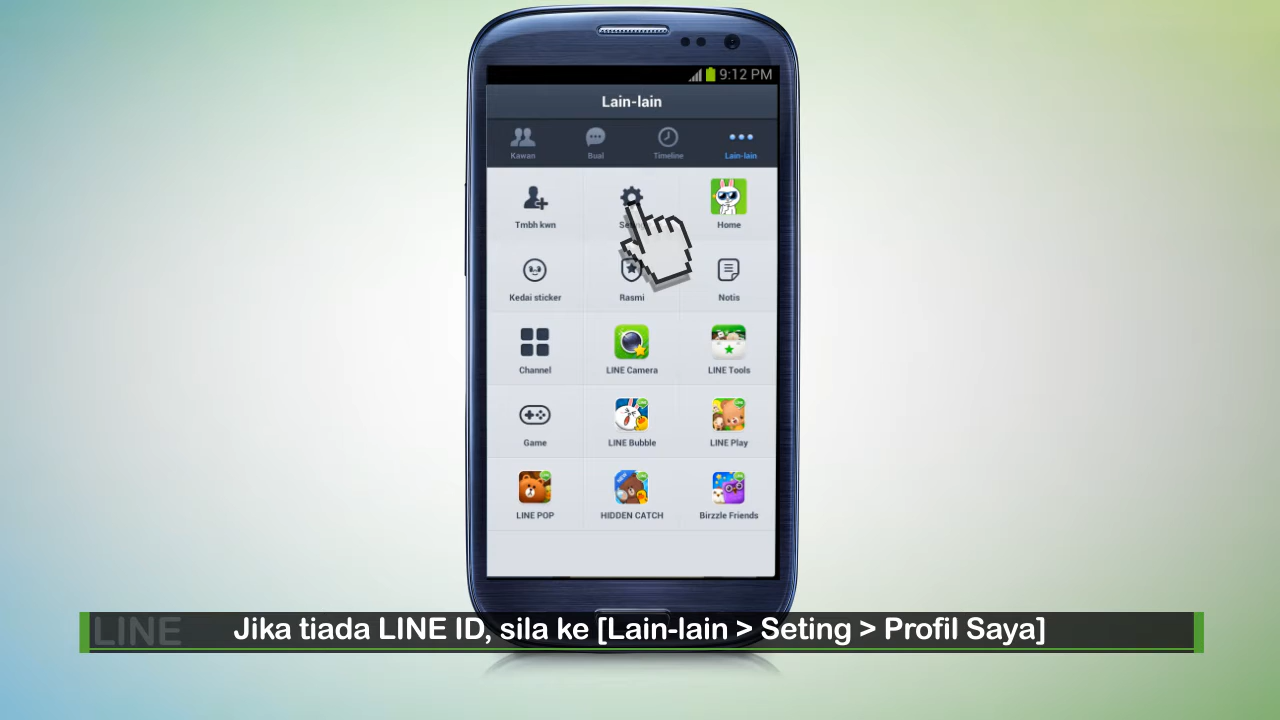 9:12 PM
Lain-lain
Kawan Bual Timeline Lain-lain
Tmbh kwn Home
Kedai sticker Rasmi Notis
Channel LINE Camera LINE Tools
Game LINE Bubble LINE Play
LINE POP HIDDEN CATCH Birzzle Friends
LINE Jika tiada LINE ID, sila ke [Lain-lain > Seting > Profil Saya]